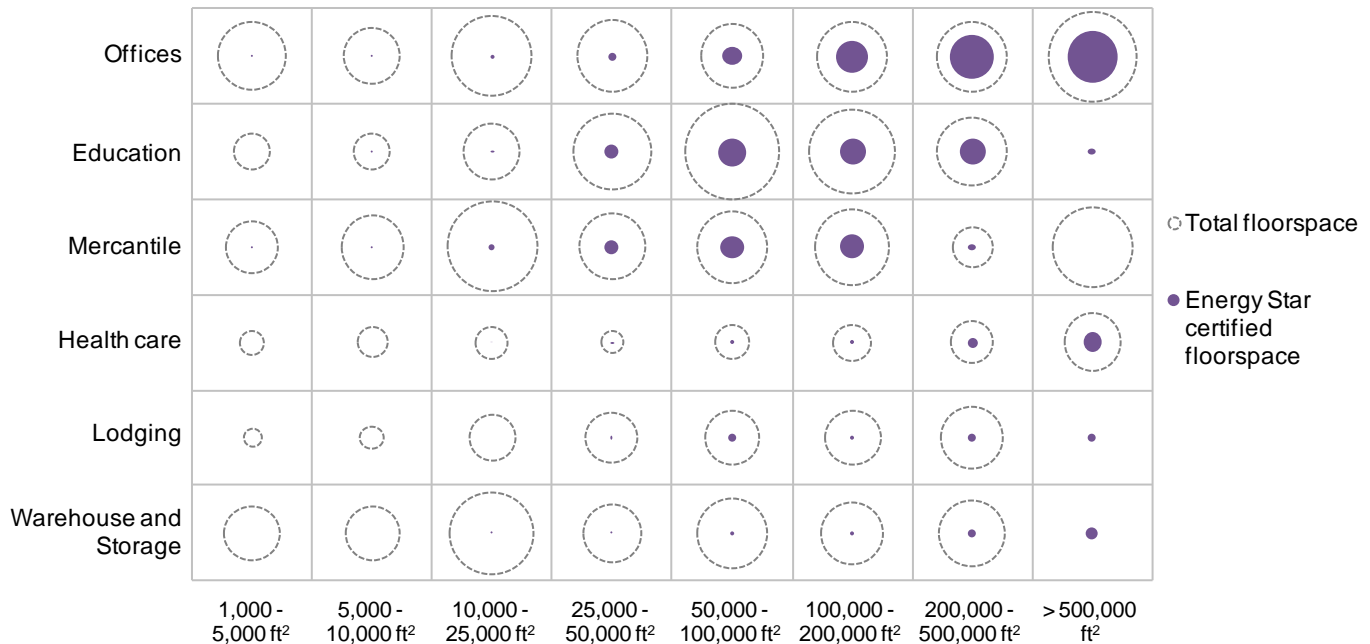 Offices
Education
Mercantile
Health care
Lodging
Warehouse and
Storage
Total floorspace
Energy Star
certified
floorspace
1,000 -
5,000 ft²
5,000 -
10,000 ft²
10,000 -
25,000 ft²
25,000 -
50,000 ft²
50,000 -
100,000 ft²
100,000 -
200,000 ft²
200,000 -
500,000 ft²
> 500,000
ft²